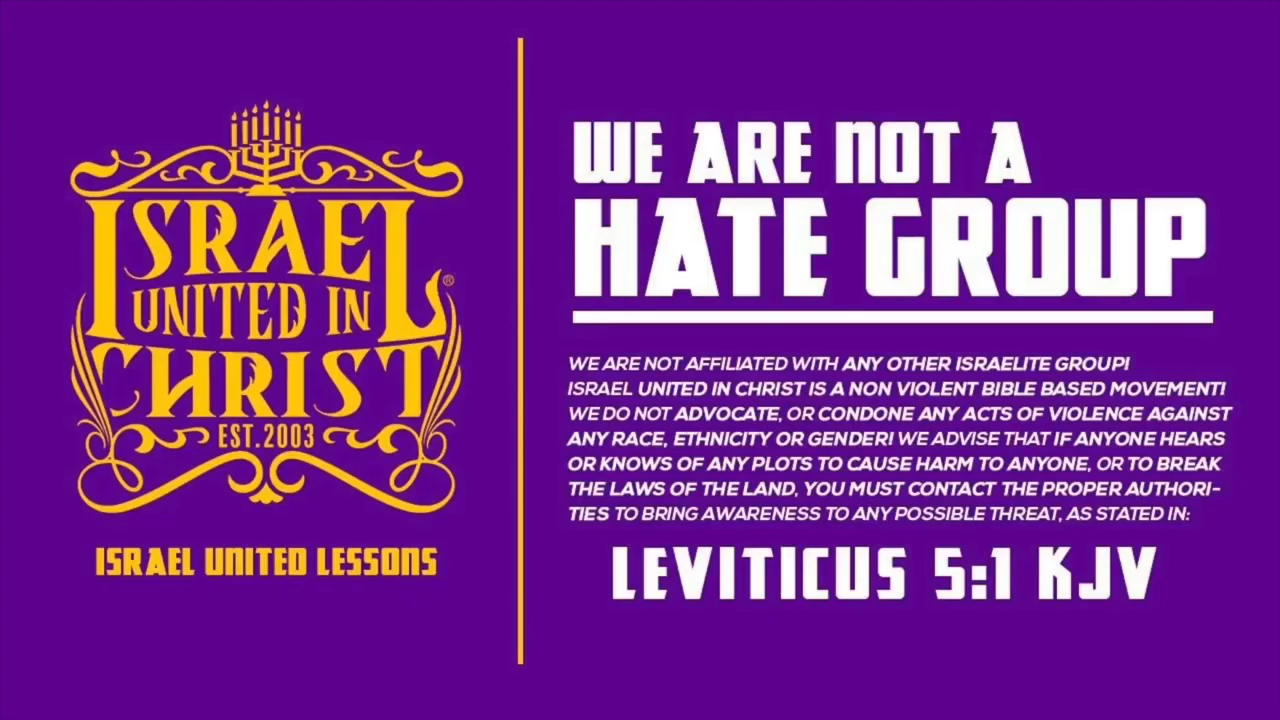 ISRAEL
UNITED IN
CHRIST
EST.2003
ISRAEL UNITED LESSONS
WE ARE NOT A
HATE GROUP
WE ARE NOT AFFILIATED WITH ANY OTHER ISRAELITE GROUP!
ISRAEL UNITED IN CHRIST IS A NON VIOLENT BIBLE BASED MOVEMENT!
WE DO NOT ADVOCATE, OR CONDONE ANY ACTS OF VIOLENCE AGAINST
ANY RACE, ETHNICITY OR GENDER! WE ADVISE THAT IF ANYONE HEARS
OR KNOWS OF ANY PLOTS TO CAUSE HARM TO ANYONE, OR TO BREAK
THE LAWS OF THE LAND, YOU MUST CONTACT THE PROPER AUTHORI-
TIES TO BRING AWARENESS TO ANY POSSIBLE THREAT, AS STATED IN:
LEVITICUS 5:1 KJV